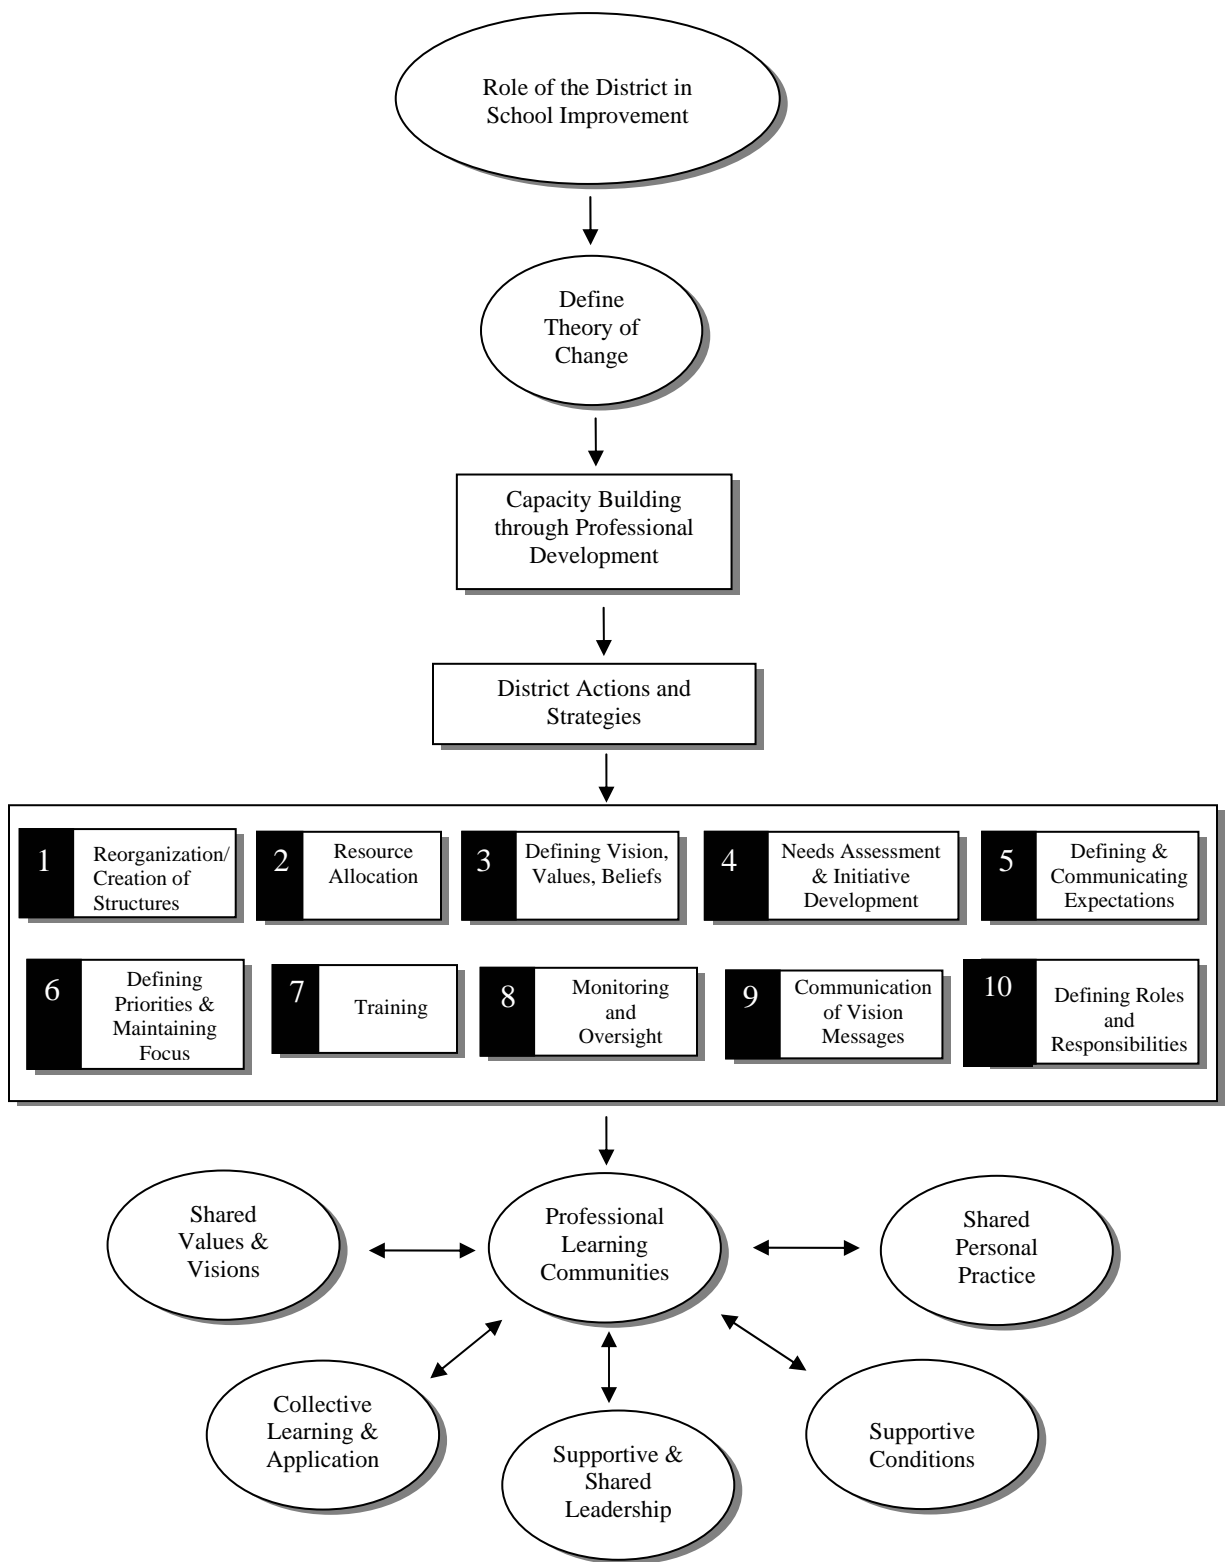 Role of the District in
School Improvement
Define
Theory of
Change
Capacity Building
through Professional
Development
District Actions and
Strategies
1
Reorganization/
Creation of
Structures
2
Resource
Allocation
3
Defining Vision,
Values, Beliefs
4
Needs Assessment
& Initiative
Development
5
Defining &
Communicating
Expectations
6
Defining
Priorities &
Maintaining
Focus
7
Training
8
Monitoring
and
Oversight
9
Communication
of Vision
Messages
10
Defining Roles
and
Responsibilities
Shared
Values &
Visions
Professional
Learning
Communities
Shared
Personal
Practice
Collective
Learning &
Application
Supportive &
Shared
Leadership
Supportive
Conditions